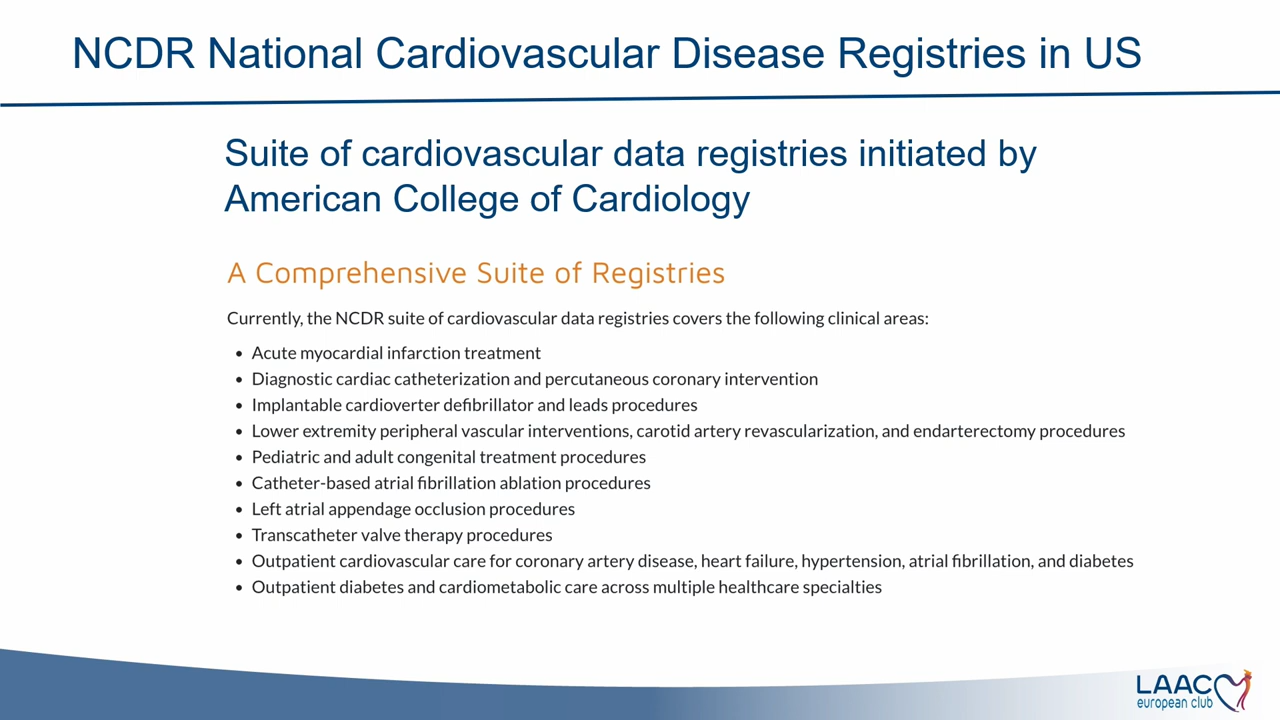 NCDR National Cardiovascular Disease Registries in US
Suite of cardiovascular data registries initiated by
American College of Cardiology
A Comprehensive Suite of Registries
Currently, the NCDR suite of cardiovascular data registries covers the following clinical areas:
• Acute myocardial infarction treatment
• Diagnostic cardiac catheterization and percutaneous coronary intervention
• Implantable cardioverter defibrillator and leads procedures
• Lower extremity peripheral vascular interventions, carotid artery revascularization, and endarterectomy procedures
• Pediatric and adult congenital treatment procedures
• Catheter-based atrial fibrillation ablation procedures
• Left atrial appendage occlusion procedures
• Transcatheter valve therapy procedures
• Outpatient cardiovascular care for coronary artery disease, heart failure, hypertension, atrial fibrillation, and diabetes
• Outpatient diabetes and cardiometabolic care across multiple healthcare specialties
LAAC
european club